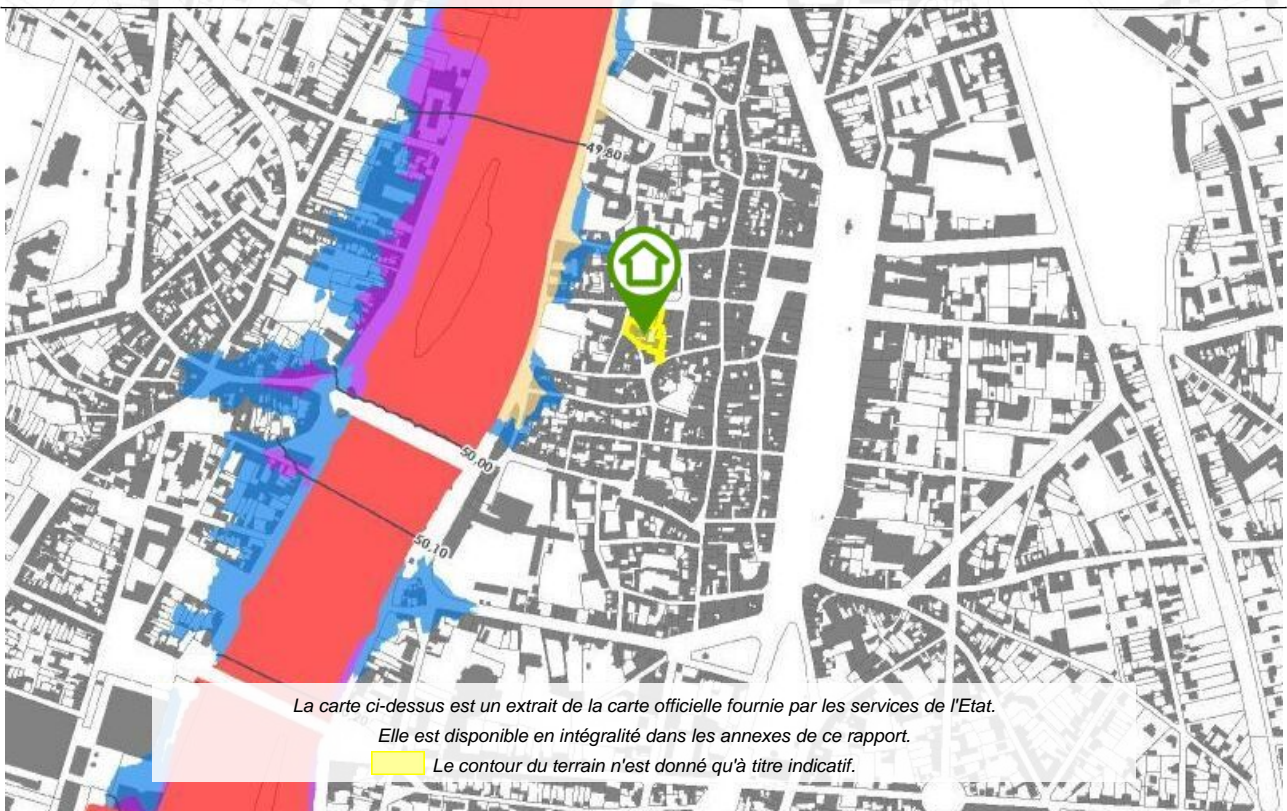 49,80
50,00
50,10
La carte ci-dessus est un extrait de la carte officielle fournie par les services de l'Etat.
Elle est disponible en intégralité dans les annexes de ce rapport.
Le contour du terrain n'est donné qu'à titre indicatif.